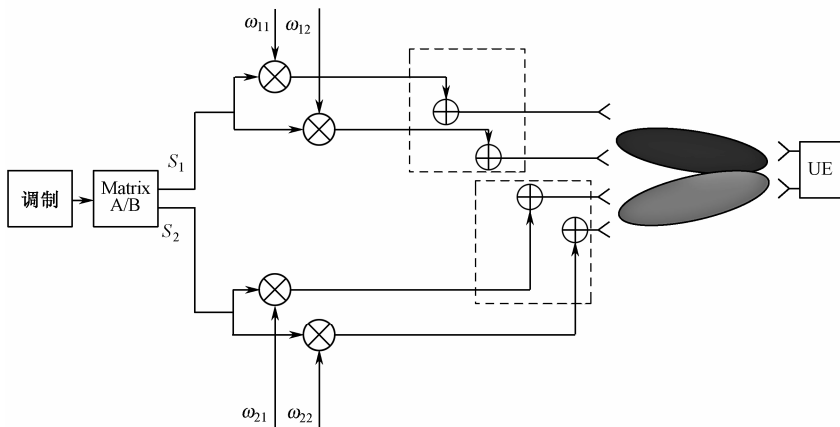 ω₁₁ ω₁₂
S₁
调制
Matrix
A/B
S₂
UE
ω₂₁ ω₂₂